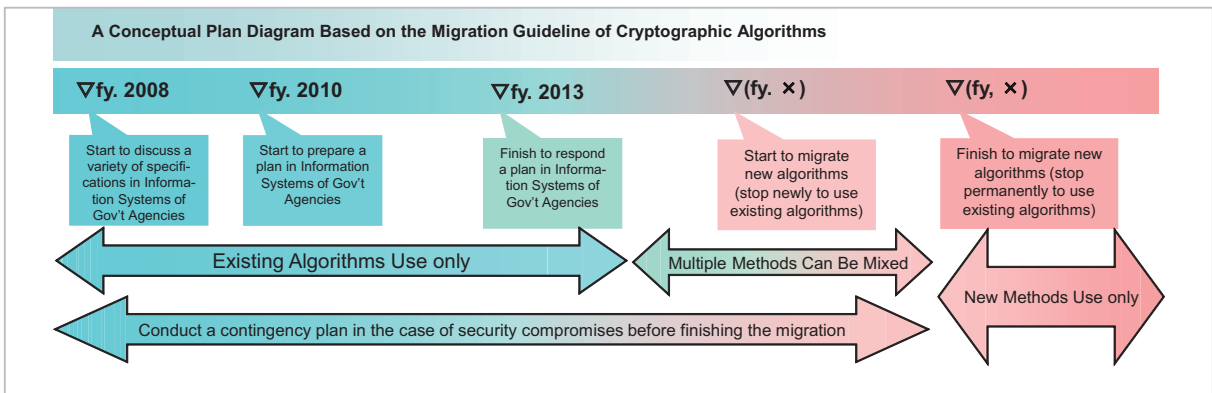 A Conceptual Plan Diagram Based on the Migration Guideline of Cryptographic Algorithms
▽fy. 2008
▽fy. 2010
▽fy. 2013
▽(fy. ×)
▽(fy, ×)
Start to discuss a
variety of specifi-
cations in Informa-
tion Systems of
Gov't Agencies
Start to prepare a
plan in Information
Systems of Gov't
Agencies
Finish to respond
a plan in Informa-
tion Systems of
Gov't Agencies
Start to migrate
new algorithms
(stop newly to use
existing algorithms)
Finish to migrate new
algorithms (stop
permanently to use
existing algorithms)
Existing Algorithms Use only
Multiple Methods Can Be Mixed
New Methods Use only
Conduct a contingency plan in the case of security compromises before finishing the migration